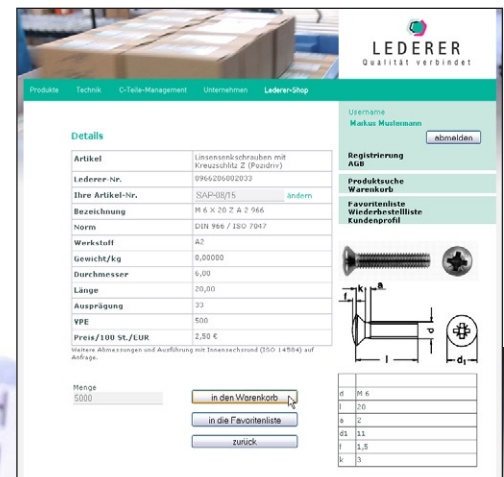 LEDERER
Qualität verbindet
Produkte Technik C-Teile-Management Unternehmen Lederer-Shop
Username
Markus Mustermann
abmelden
Registrierung
AGB
Produktsuche
Warenkorb
Favoritenliste
Wiederbestellliste
Kundenprofil
Details
Artikel Linsensenkschrauben mit
Kreuzschlitz Z (Pozidriv)
Lederer-Nr. 0966206002033
Ihre Artikel-Nr. SAP-08/15 ändern
Bezeichnung M 6 X 20 Z A 2 966
Norm DIN 966 / ISO 7047
Werkstoff A2
Gewicht/kg 0,00000
Durchmesser 6,00
Länge 20,00
Ausprägung 33
VPE 500
Preis/100 St./EUR 2,50 €
Weitere Abmessungen und Ausführung mit Innensechsrund (ISO 14584) auf
Anfrage.
Menge
5000
in den Warenkorb
in die Favoritenliste
zurück
k a
f
d
l d1
d M 6
l 20
a 2
d1 11
f 1,5
k 3